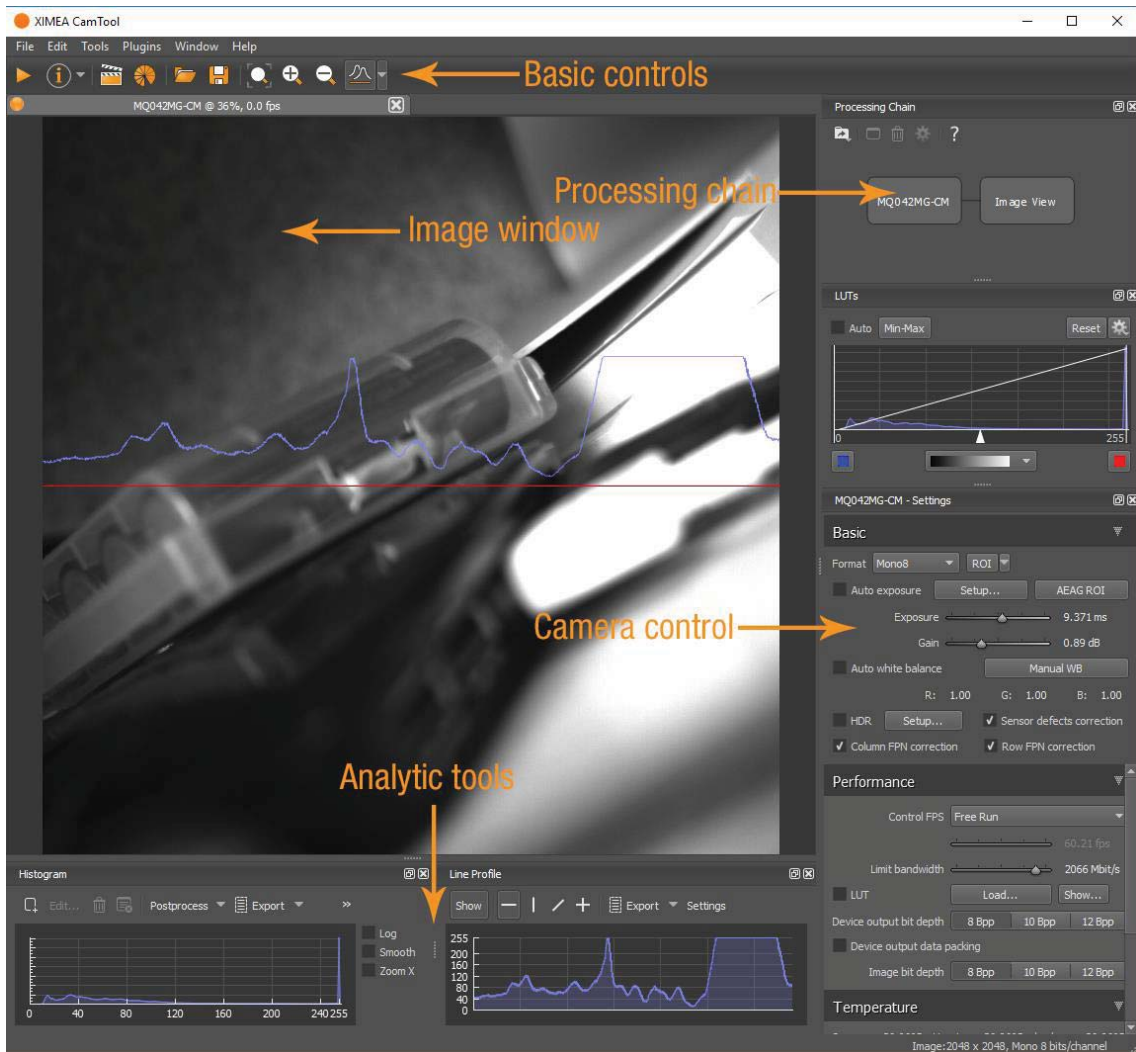 XIMEA CamTool
File Edit Tools Plugins Window Help
Basic controls
MQ042MG-CM @ 36%, 0.0 fps
Image window
Processing Chain
?
Processing chain
MQ042MG-CM
Image View
LUTs
Auto Min-Max Reset
0 255
MQ042MG-CM - Settings
Basic
Format Mono8 ROI
Auto exposure Setup... AEAG ROI
Exposure 9.371 ms
Camera control
Gain 0.89 dB
Auto white balance Manual WB
R: 1.00 G: 1.00 B: 1.00
HDR Setup... Sensor defects correction
Column FPN correction Row FPN correction
Performance
Control FPS Free Run
60.21 fps
Limit bandwidth 2066 Mbit/s
LUT Load... Show...
Device output bit depth 8 Bpp 10 Bpp 12 Bpp
Device output data packing
Image bit depth 8 Bpp 10 Bpp 12 Bpp
Temperature
Analytic tools
Histogram
Edit... Postprocess Export »
Log
Smooth
Zoom X
0 40 80 120 160 200 240 255
Line Profile
Show Export Settings
255
200
160
120
80
40
0
Image:2048 x 2048, Mono 8 bits/channel